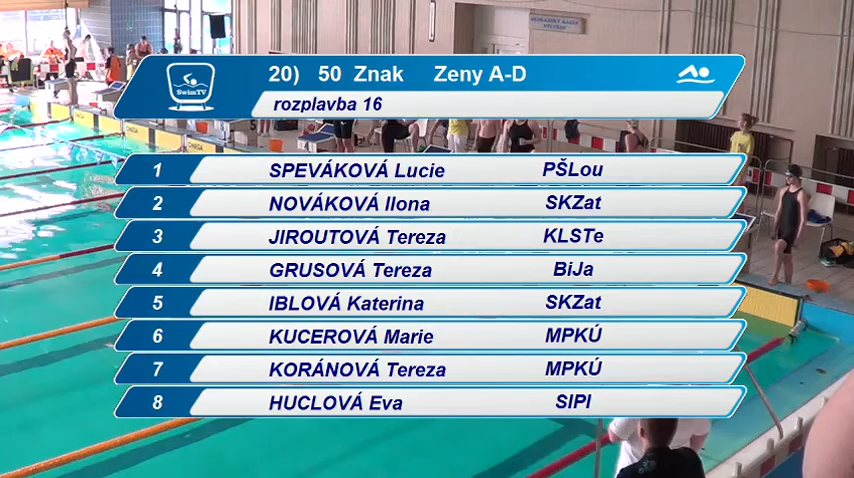 20) 50 Znak Zeny A-D
SwimTV
rozplavba 16
1 SPEVÁKOVÁ Lucie PŠLou
2 NOVÁKOVÁ Ilona SKZat
3 JIROUTOVÁ Tereza KLSTe
4 GRUSOVÁ Tereza BiJa
5 IBLOVÁ Katerina SKZat
6 KUCEROVÁ Marie MPKÚ
7 KORÁNOVÁ Tereza MPKÚ
8 HUCLOVÁ Eva SIPI